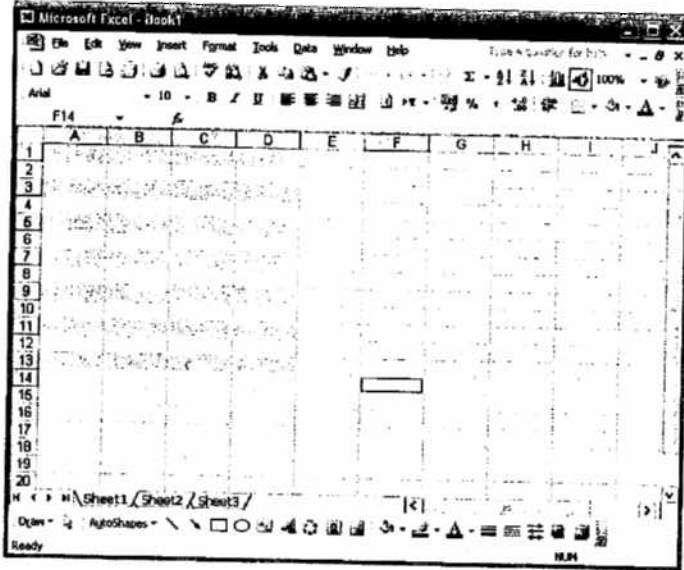 Microsoft Excel - Book1
File Edit View Insert Format Tools Data Window Help
100%
Arial 10 B I U
F14 fx
A B C D E F G H I J
1
2
3
4
5
6
7
8
9
10
11
12
13
14
15
16
17
18
19
20
Sheet1 Sheet2 Sheet3
Draw AutoShapes
Ready NUM